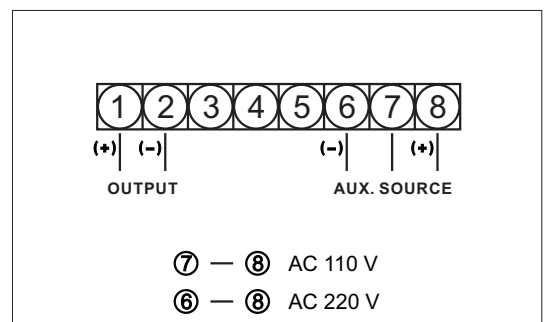 1 2 3 4 5 6 7 8
(+) (-) (-) (+)
OUTPUT AUX. SOURCE
⑦ — ⑧ AC 110 V
⑥ — ⑧ AC 220 V